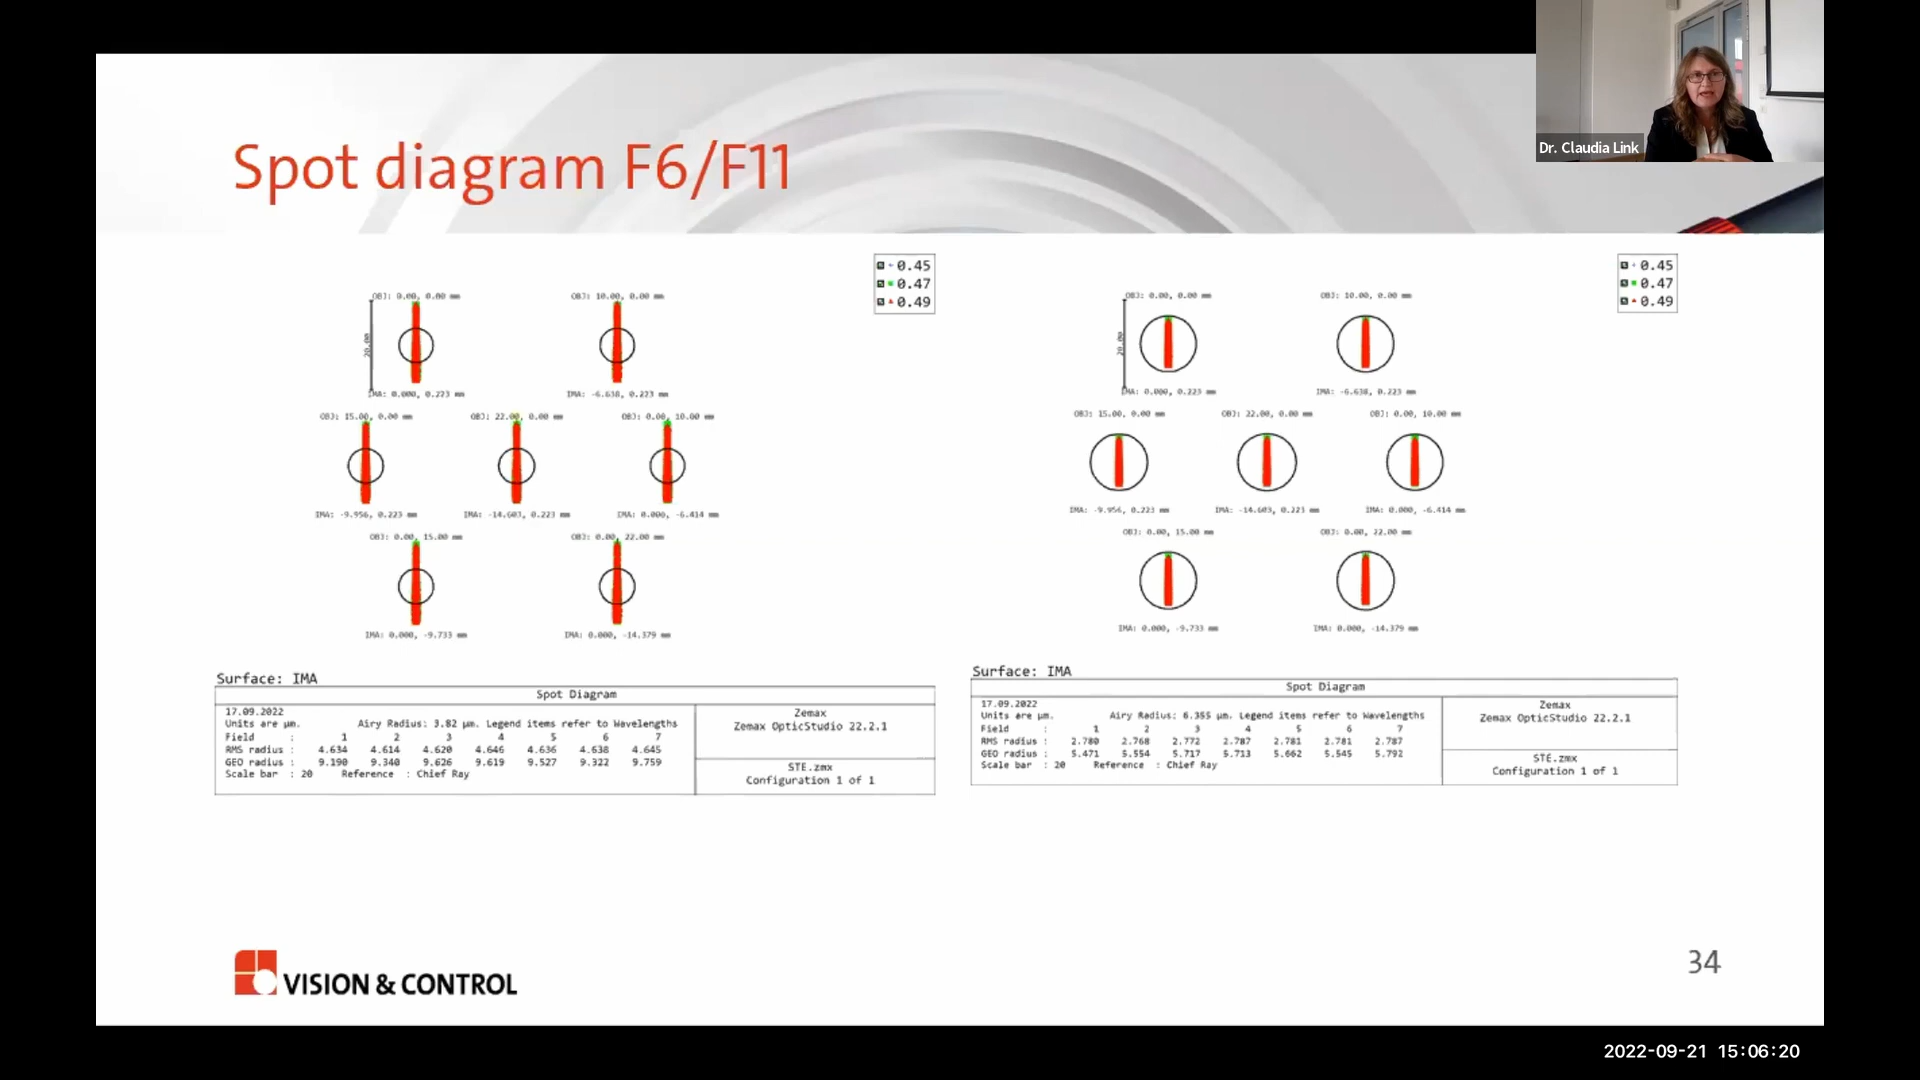 Dr. Claudia Link
Spot diagram F6/F11
0.45
0.47
0.49
OBJ: 0.00, 0.00 mm
OBJ: 10.00, 0.00 mm
20.00
IMA: 0.000, 0.223 mm
IMA: -6.638, 0.223 mm
OBJ: 15.00, 0.00 mm
OBJ: 22.00, 0.00 mm
OBJ: 0.00, 10.00 mm
IMA: -9.956, 0.223 mm
IMA: -14.603, 0.223 mm
IMA: 0.000, -6.414 mm
OBJ: 0.00, 15.00 mm
OBJ: 0.00, 22.00 mm
IMA: 0.000, -9.733 mm
IMA: 0.000, -14.379 mm
Surface: IMA
Spot Diagram
17.09.2022
Units are µm. Airy Radius: 3.82 µm. Legend items refer to Wavelengths
Field : 1 2 3 4 5 6 7
RMS radius : 4.634 4.614 4.620 4.646 4.636 4.638 4.645
GEO radius : 9.190 9.340 9.626 9.619 9.527 9.322 9.759
Scale bar : 20 Reference : Chief Ray
Zemax
Zemax OpticStudio 22.2.1
STE.zmx
Configuration 1 of 1
0.45
0.47
0.49
OBJ: 0.00, 0.00 mm
OBJ: 10.00, 0.00 mm
20.00
IMA: 0.000, 0.223 mm
IMA: -6.638, 0.223 mm
OBJ: 15.00, 0.00 mm
OBJ: 22.00, 0.00 mm
OBJ: 0.00, 10.00 mm
IMA: -9.956, 0.223 mm
IMA: -14.603, 0.223 mm
IMA: 0.000, -6.414 mm
OBJ: 0.00, 15.00 mm
OBJ: 0.00, 22.00 mm
IMA: 0.000, -9.733 mm
IMA: 0.000, -14.379 mm
Surface: IMA
Spot Diagram
17.09.2022
Units are µm. Airy Radius: 6.355 µm. Legend items refer to Wavelengths
Field : 1 2 3 4 5 6 7
RMS radius : 2.780 2.768 2.772 2.787 2.781 2.781 2.787
GEO radius : 5.471 5.554 5.717 5.713 5.662 5.545 5.792
Scale bar : 20 Reference : Chief Ray
Zemax
Zemax OpticStudio 22.2.1
STE.zmx
Configuration 1 of 1
VISION & CONTROL
34
2022-09-21 15:06:20